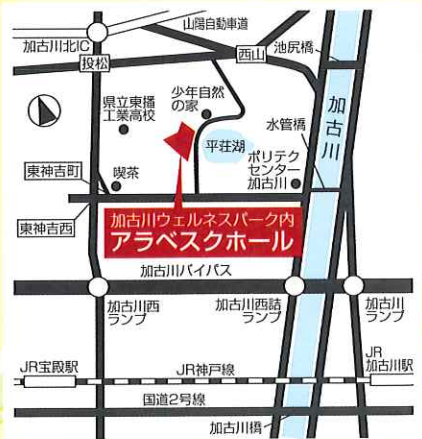 山陽自動車道
加古川北IC
投松
西山
池尻橋
県立東播
工業高校
少年自然
の家
加古川
水管橋
平荘湖
ポリテク
センター
加古川
東神吉町
喫茶
東神吉西
加古川ウェルネスパーク内
アラベスクホール
加古川バイパス
加古川西
ランプ
加古川西詰
ランプ
加古川
ランプ
JR宝殿駅
JR神戸線
JR
加古川駅
国道2号線
加古川橋